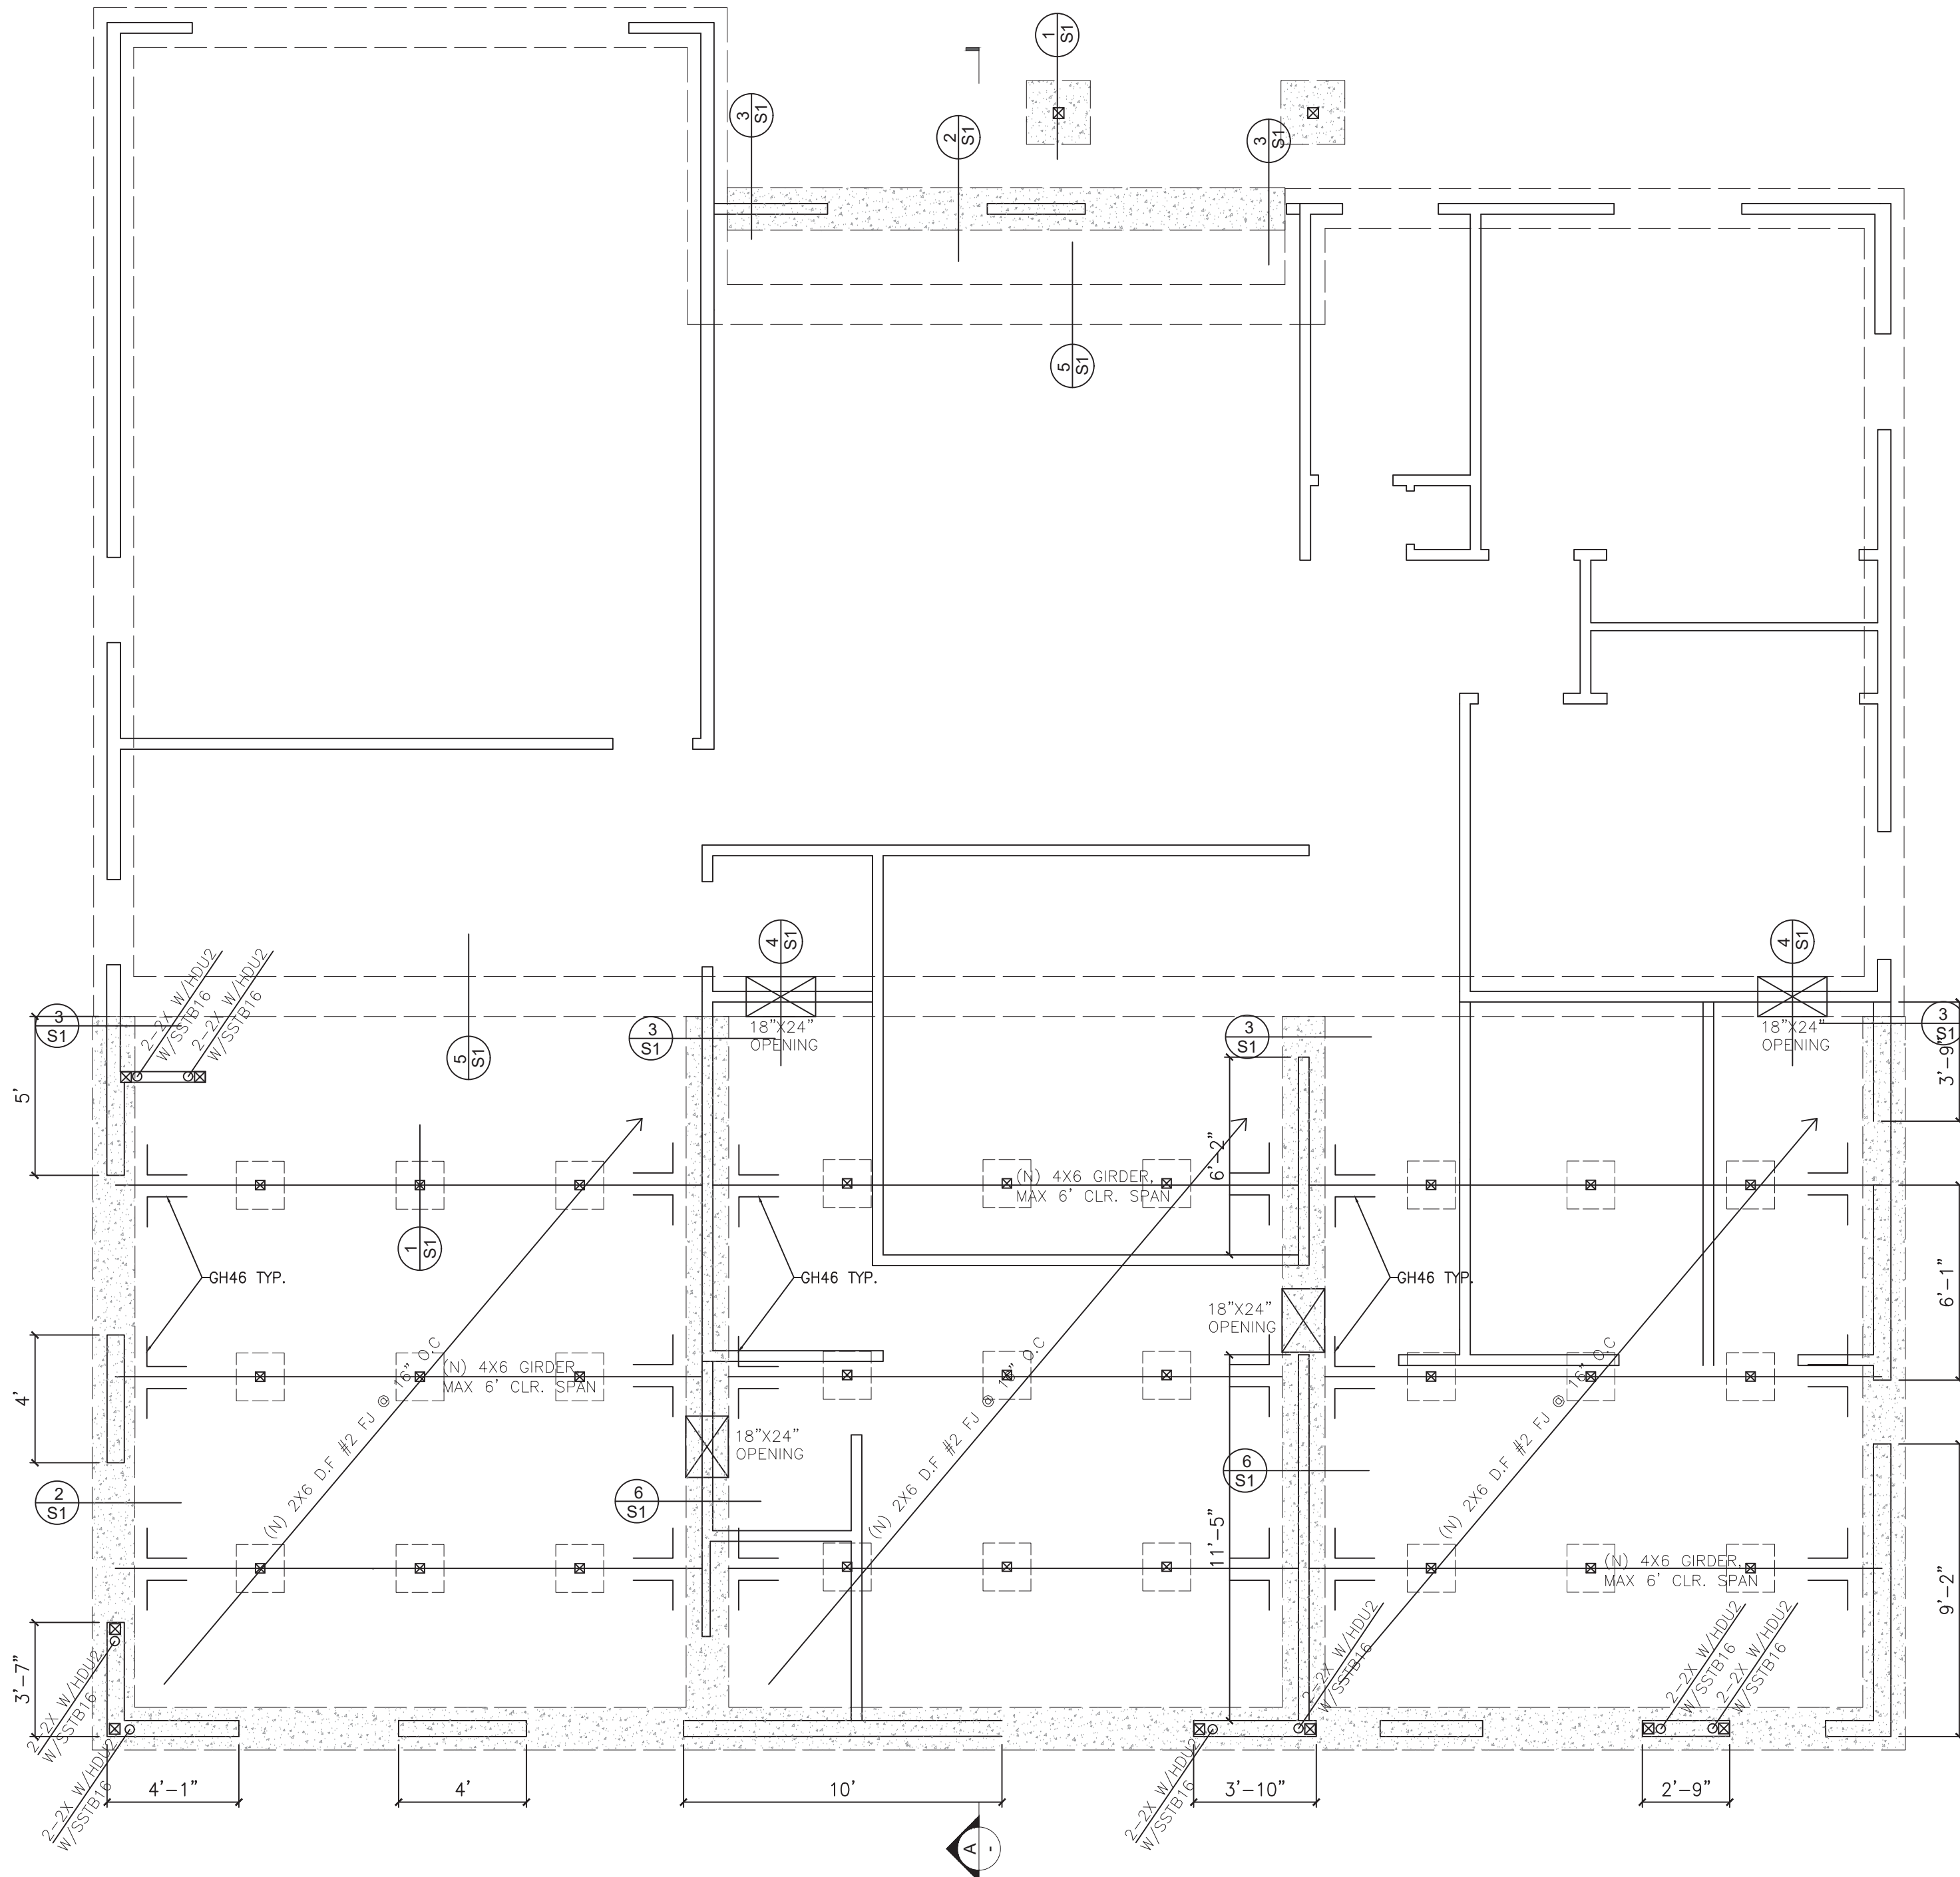 1
S1
3
S1
2
S1
3
S1
5
S1
4
S1
4
S1
2-2X W/HDU2
W/SSTB16
2-2X W/HDU2
W/SSTB16
3
S1
5
S1
3
S1
18"X24"
OPENING
3
S1
18"X24"
OPENING
3
S1
3'-9"
5'
6'-2"
(N) 4X6 GIRDER,
MAX 6' CLR. SPAN
1
S1
GH46 TYP.
GH46 TYP.
GH46 TYP.
6'-1"
18"X24"
OPENING
4'
(N) 4X6 GIRDER,
MAX 6' CLR. SPAN
(N) 2X6 D.F #2 FJ @ 16" O.C
(N) 2X6 D.F #2 FJ @ 16" O.C
(N) 2X6 D.F #2 FJ @ 16" O.C
18"X24"
OPENING
2
S1
6
S1
6
S1
11'-5"
(N) 4X6 GIRDER,
MAX 6' CLR. SPAN
9'-2"
3'-7"
2-2X W/HDU2
W/SSTB16
2-2X W/HDU2
W/SSTB16
2-2X W/HDU2
W/SSTB16
2-2X W/HDU2
W/SSTB16
2-2X W/HDU2
W/SSTB16
2-2X W/HDU2
W/SSTB16
4'-1"
4'
10'
3'-10"
2'-9"
A
-